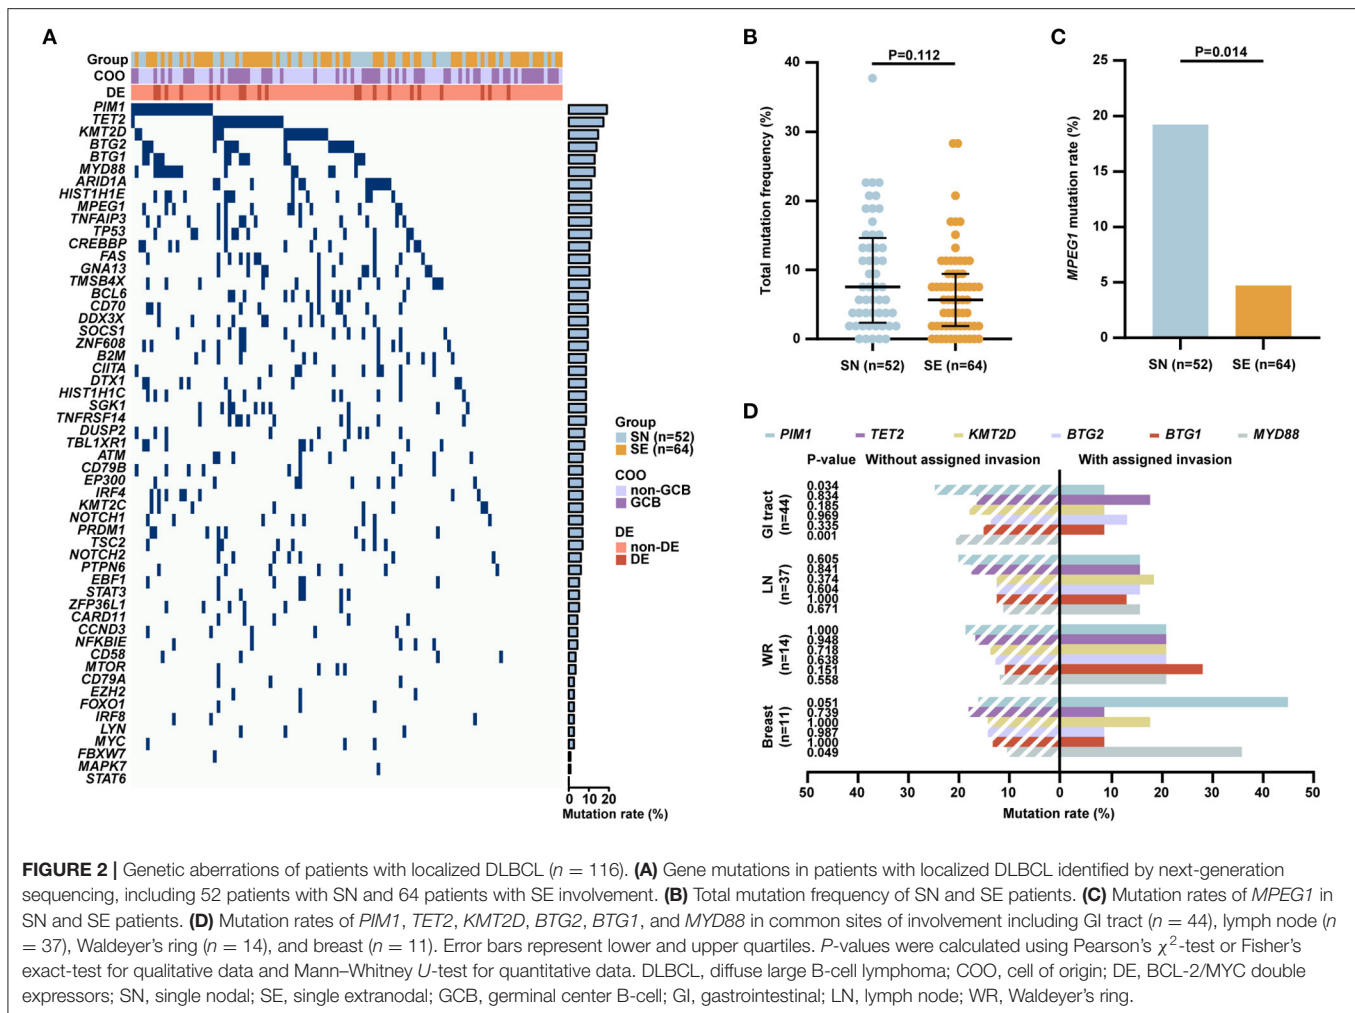 A
Group
COO
DE
PIM1
TET2
KMT2D
BTG2
BTG1
MYD88
ARID1A
HIST1H1E
MPEG1
TNFAIP3
TP53
CREBBP
FAS
GNA13
TMSB4X
BCL6
CD70
DDX3X
SOCS1
ZNF608
B2M
CIITA
DTX1
HIST1H1C
SGK1
TNFRSF14
DUSP2
TBL1XR1
ATM
CD79B
EP300
IRF4
KMT2C
NOTCH1
PRDM1
TSC2
NOTCH2
PTPN6
EBF1
STAT3
ZFP36L1
CARD11
CCND3
NFKBIE
CD58
MTOR
CD79A
EZH2
FOXO1
IRF8
LYN
MYC
FBXW7
MAPK7
STAT6
0 10 20
Mutation rate (%)
Group
SN (n=52)
SE (n=64)
COO
non-GCB
GCB
DE
non-DE
DE
B
P=0.112
Total mutation frequency (%)
40
30
20
10
0
SN (n=52) SE (n=64)
C
P=0.014
MPEG1 mutation rate (%)
25
20
15
10
5
0
SN (n=52) SE (n=64)
D
PIM1 TET2 KMT2D BTG2 BTG1 MYD88
P-value Without assigned invasion With assigned invasion
GI tract
(n=44)
0.034
0.834
0.185
0.969
0.335
0.001
LN
(n=37)
0.605
0.841
0.374
0.604
1.000
0.671
WR
(n=14)
1.000
0.948
0.718
0.638
0.151
0.558
Breast
(n=11)
0.051
0.739
1.000
0.987
1.000
0.049
50 40 30 20 10 0 10 20 30 40 50
Mutation rate (%)
FIGURE 2 | Genetic aberrations of patients with localized DLBCL (n = 116). (A) Gene mutations in patients with localized DLBCL identified by next-generation
sequencing, including 52 patients with SN and 64 patients with SE involvement. (B) Total mutation frequency of SN and SE patients. (C) Mutation rates of MPEG1 in
SN and SE patients. (D) Mutation rates of PIM1, TET2, KMT2D, BTG2, BTG1, and MYD88 in common sites of involvement including GI tract (n = 44), lymph node (n
= 37), Waldeyer's ring (n = 14), and breast (n = 11). Error bars represent lower and upper quartiles. P-values were calculated using Pearson's χ²-test or Fisher's
exact-test for qualitative data and Mann–Whitney U-test for quantitative data. DLBCL, diffuse large B-cell lymphoma; COO, cell of origin; DE, BCL-2/MYC double
expressors; SN, single nodal; SE, single extranodal; GCB, germinal center B-cell; GI, gastrointestinal; LN, lymph node; WR, Waldeyer's ring.